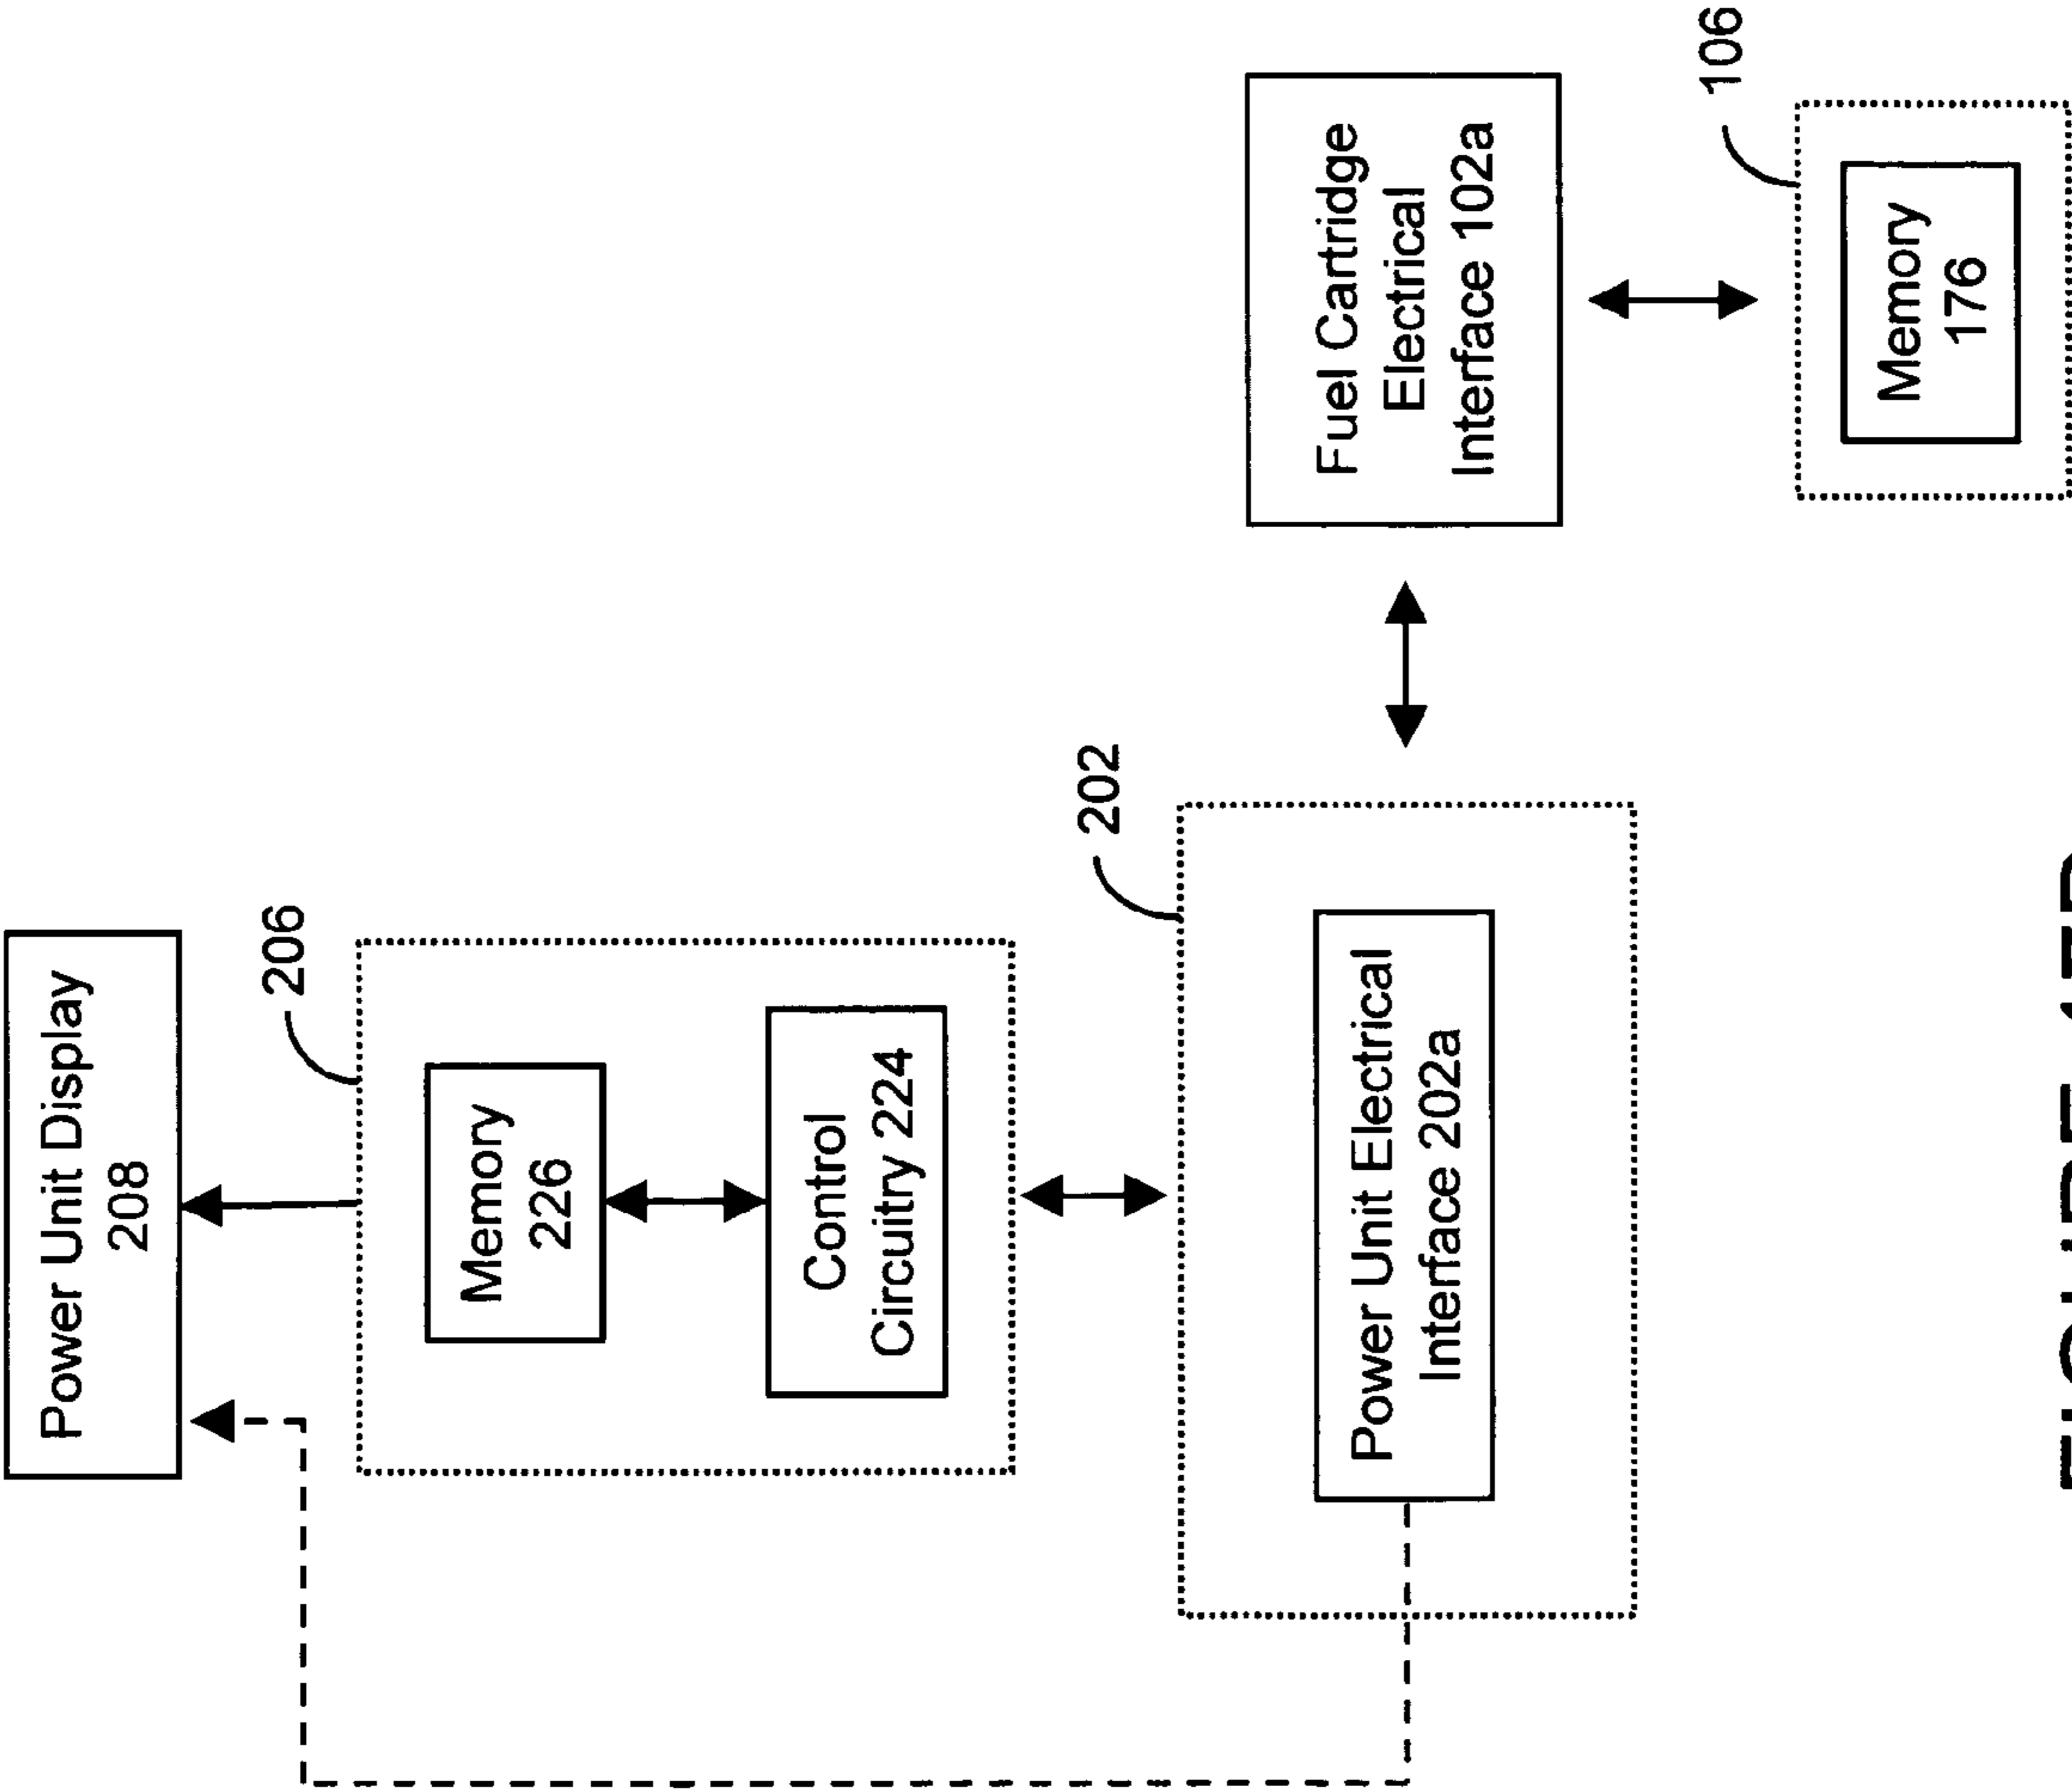 Power Unit Display
208
206
Memory
226
Control
Circuitry 224
202
Power Unit Electrical
Interface 202a
Fuel Cartridge
Electrical
Interface 102a
106
Memory
176
FIGURE